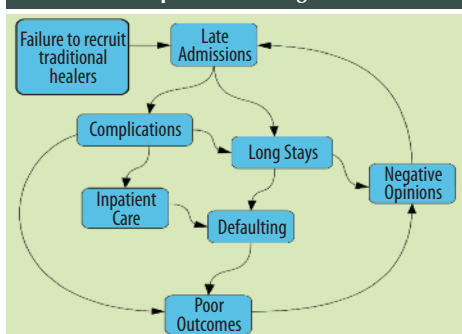 Failure to recruit
traditional
healers
Late
Admissions
Complications
Long Stays
Negative
Opinions
Inpatient
Care
Defaulting
Poor
Outcomes